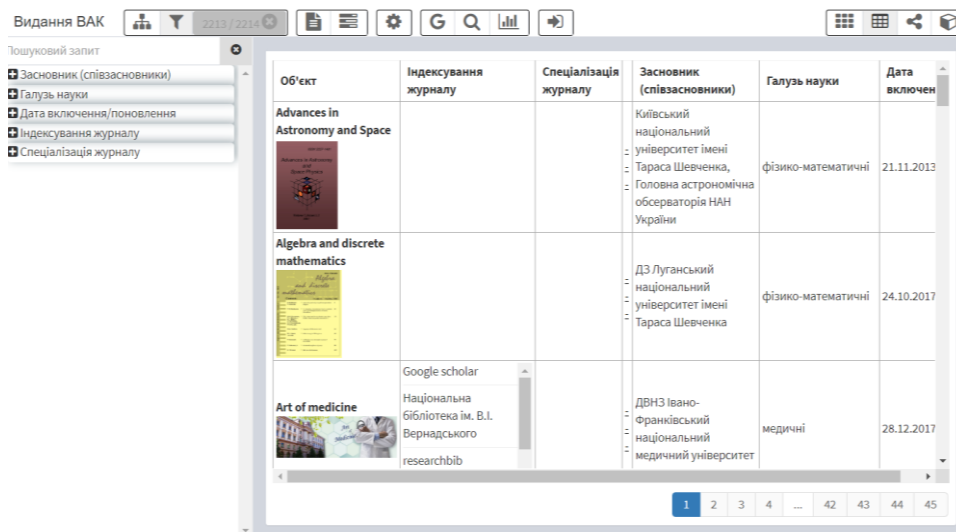 Видання ВАК
2213 / 2214
G
Пошуковий запит
Засновник (співзасновники)
Галузь науки
Дата включення/поновлення
Індексування журналу
Спеціалізація журналу
Об'єкт
Індексування
журналу
Спеціалізація
журналу
Засновник
(співзасновники)
Галузь науки
Дата
включен
Advances in
Astronomy and Space
Київський
національний
університет імені
Тараса Шевченка,
Головна астрономічна
обсерваторія НАН
України
фізико-математичні
21.11.2013
Algebra and discrete
mathematics
ДЗ Луганський
національний
університет імені
Тараса Шевченка
фізико-математичні
24.10.2017
Art of medicine
Google scholar
Національна
бібліотека ім. В.І.
Вернадського
researchbib
ДВНЗ Івано-
Франківський
національний
медичний університет
медичні
28.12.2017
1 2 3 4 ... 42 43 44 45